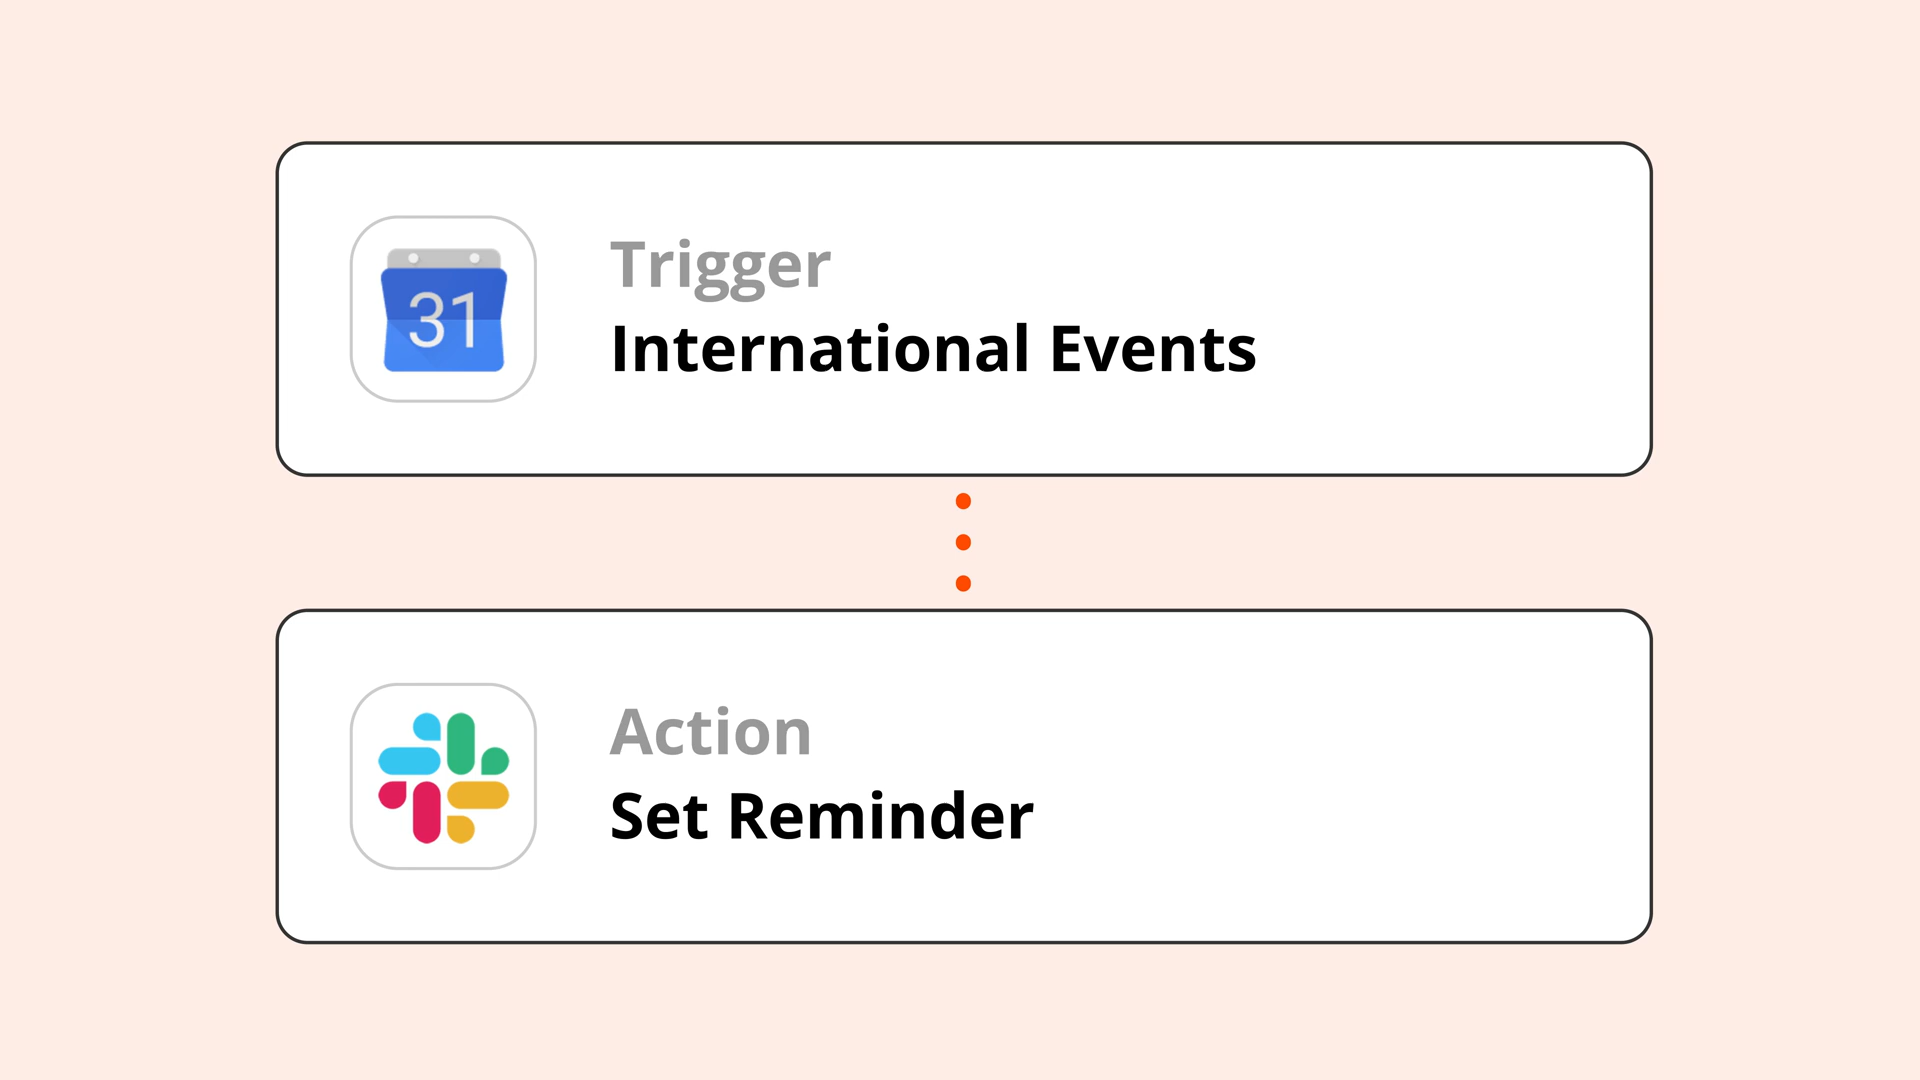 31
Trigger
International Events
Action
Set Reminder